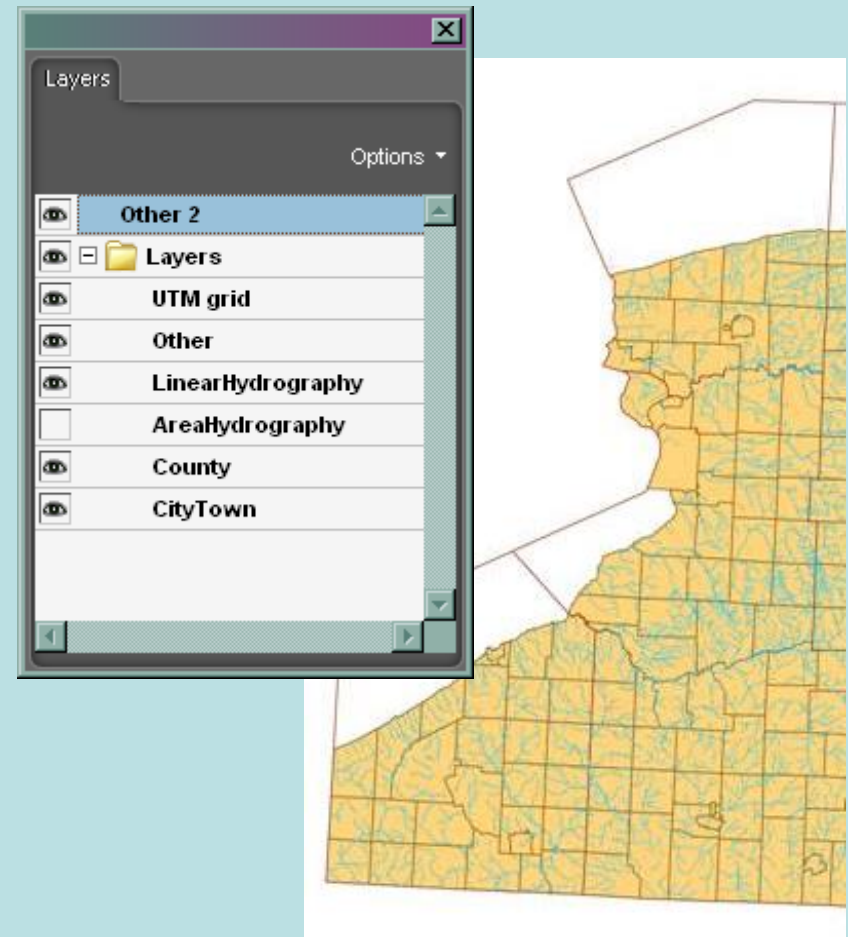 Layers
Options
Other 2
Layers
UTM grid
Other
LinearHydrography
AreaHydrography
County
CityTown